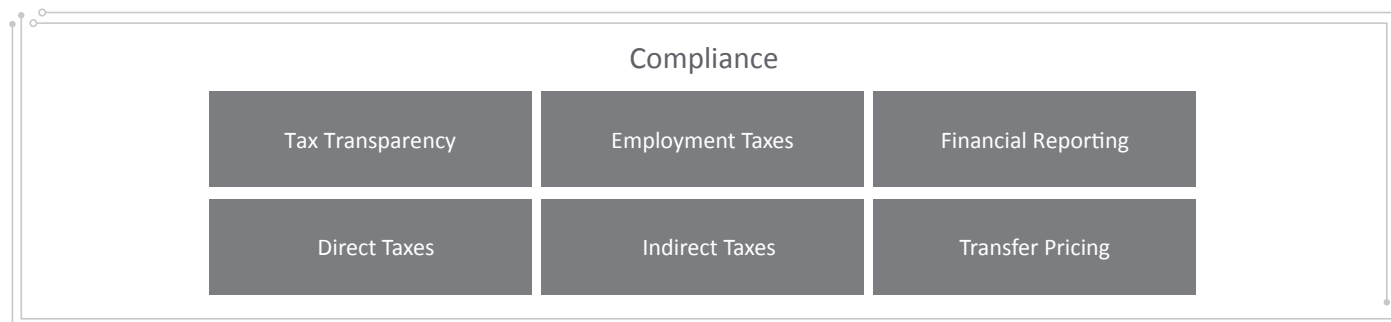 Compliance
Tax Transparency
Employment Taxes
Financial Reporting
Direct Taxes
Indirect Taxes
Transfer Pricing